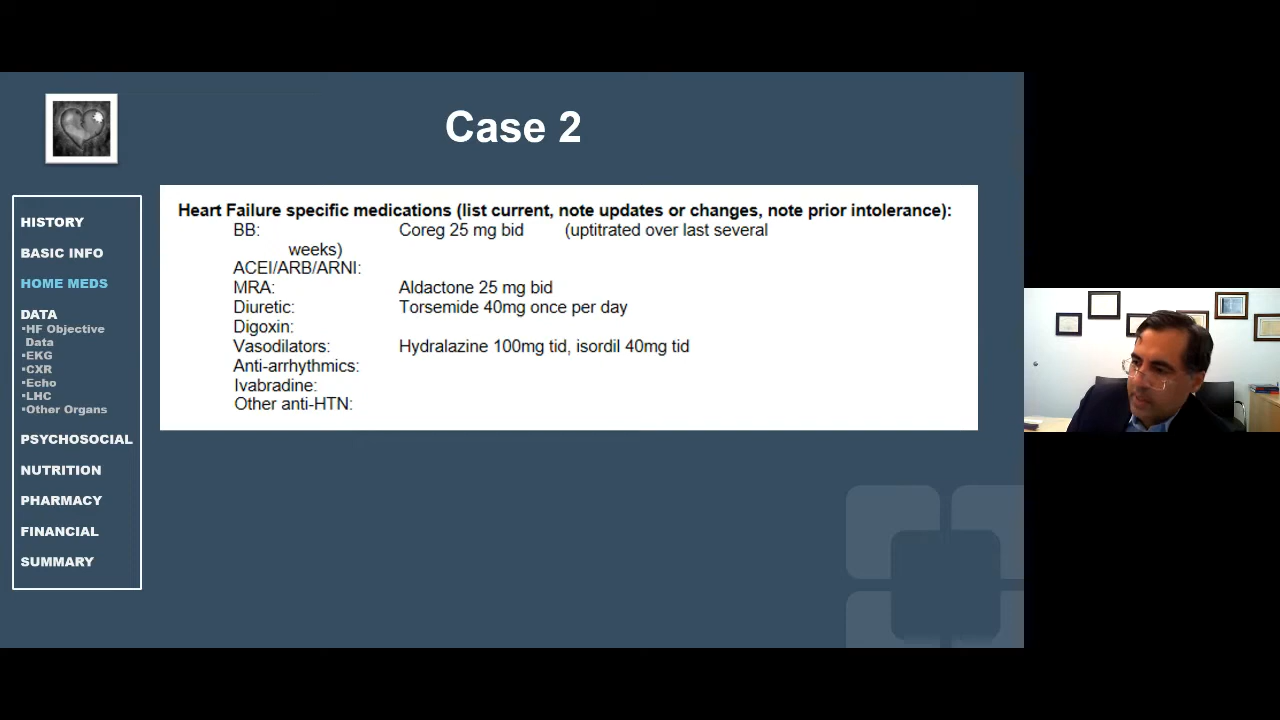 Case 2
HISTORY
BASIC INFO
HOME MEDS
DATA
•HF Objective
Data
•EKG
•CXR
•Echo
•LHC
•Other Organs
PSYCHOSOCIAL
NUTRITION
PHARMACY
FINANCIAL
SUMMARY
Heart Failure specific medications (list current, note updates or changes, note prior intolerance):
BB: Coreg 25 mg bid (uptitrated over last several
weeks)
ACEI/ARB/ARNI:
MRA: Aldactone 25 mg bid
Diuretic: Torsemide 40mg once per day
Digoxin:
Vasodilators: Hydralazine 100mg tid, isordil 40mg tid
Anti-arrhythmics:
Ivabradine:
Other anti-HTN: